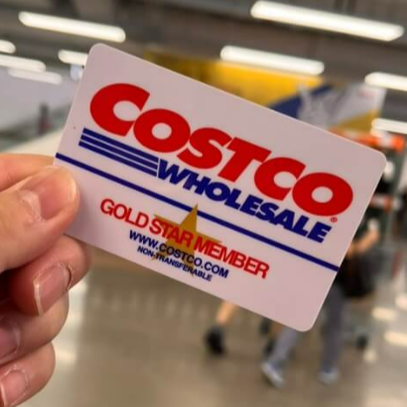 COSTCO
WHOLESALE
GOLD STAR MEMBER
WWW.COSTCO.COM
NON-TRANSFERABLE